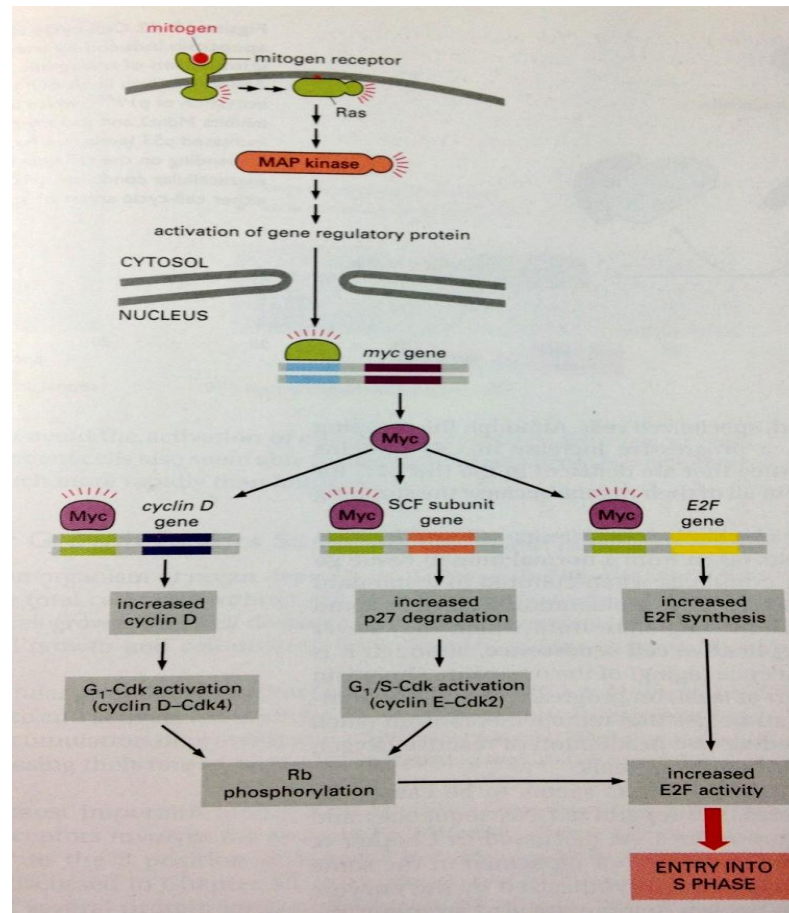 mitogen
mitogen receptor
Ras
MAP kinase
activation of gene regulatory protein
CYTOSOL
NUCLEUS
myc gene
Myc
Myc
cyclin D
gene
Myc
SCF subunit
gene
Myc
E2F
gene
increased
cyclin D
increased
p27 degradation
increased
E2F synthesis
G₁-Cdk activation
(cyclin D–Cdk4)
G₁/S-Cdk activation
(cyclin E–Cdk2)
Rb
phosphorylation
increased
E2F activity
ENTRY INTO
S PHASE